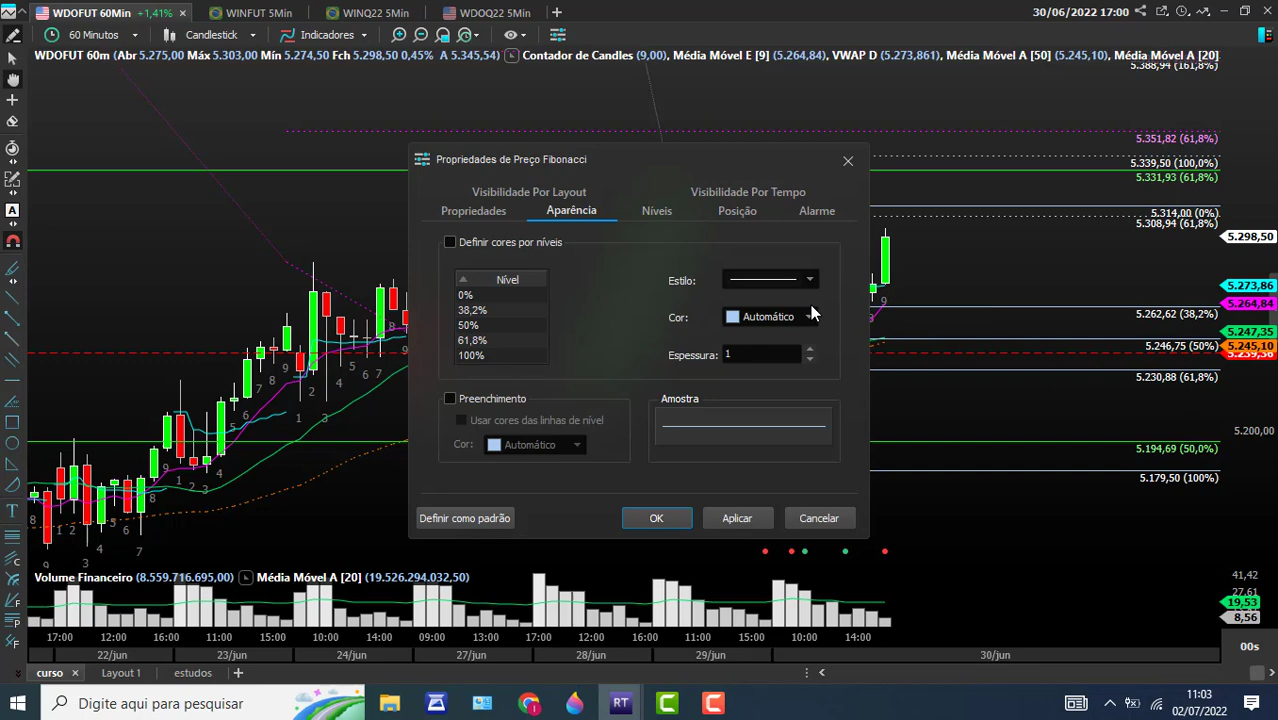 WDOFUT 60Min +1,41% × WINFUT 5Min WINQ22 5Min WDOQ22 5Min + 30/06/2022 17:00
60 Minutos Candlestick Indicadores
WDOFUT 60m (Abr 5.275,00 Máx 5.303,00 Mín 5.274,50 Fch 5.298,50 0,45% A 5.345,54) Contador de Candles (9,00), Média Móvel E [9] (5.264,84), VWAP D (5.273,861), Média Móvel A [50] (5.245,10), Média Móvel A [20]
5.388,94 (161,8%)
5.351,82 (61,8%)
5.339,50 (100,0%)
5.331,93 (61,8%)
5.314,00 (0%)
5.308,94 (61,8%)
5.298,50
5.273,86
5.264,84
5.262,62 (38,2%)
5.247,35
5.246,75 (50%)
5.245,10
5.239,36
5.230,88 (61,8%)
5.200,00
5.194,69 (50,0%)
5.179,50 (100%)
Propriedades de Preço Fibonacci
Visibilidade Por Layout Visibilidade Por Tempo
Propriedades Aparência Níveis Posição Alarme
Definir cores por níveis
Nível
0%
38,2%
50%
61,8%
100%
Estilo:
Cor: Automático
Espessura: 1
Preenchimento
Usar cores das linhas de nível
Cor: Automático
Amostra
Definir como padrão OK Aplicar Cancelar
Volume Financeiro (8.559.716.695,00) Média Móvel A [20] (19.526.294.032,50)
41,42
27,61
19,53
8,56
17:00 12:00 16:00 11:00 15:00 10:00 14:00 09:00 13:00 17:00 12:00 16:00 11:00 15:00 10:00 14:00
00s
22/jun 23/jun 24/jun 27/jun 28/jun 29/jun 30/jun
curso × Layout 1 estudos +
Digite aqui para pesquisar
RT
11:03
02/07/2022